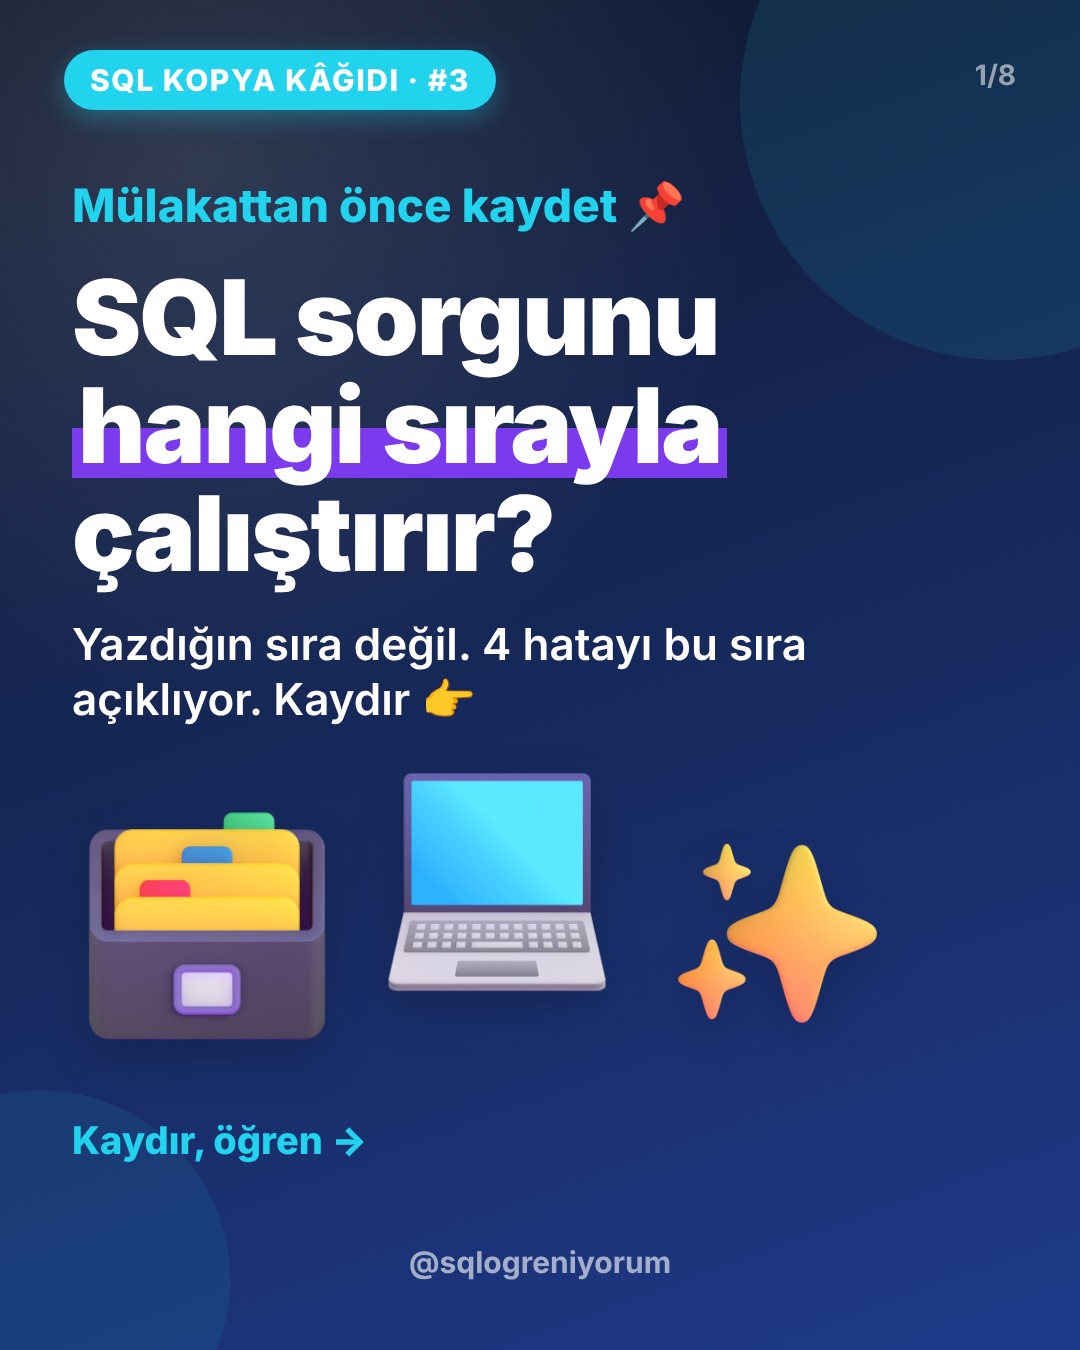 SQL KOPYA KÂĞIDI · #3
1/8
Mülakattan önce kaydet 📌
SQL sorgunu
hangi sırayla
çalıştırır?
Yazdığın sıra değil. 4 hatayı bu sıra
açıklıyor. Kaydır 👉
Kaydır, öğren →
@sqlogreniyorum